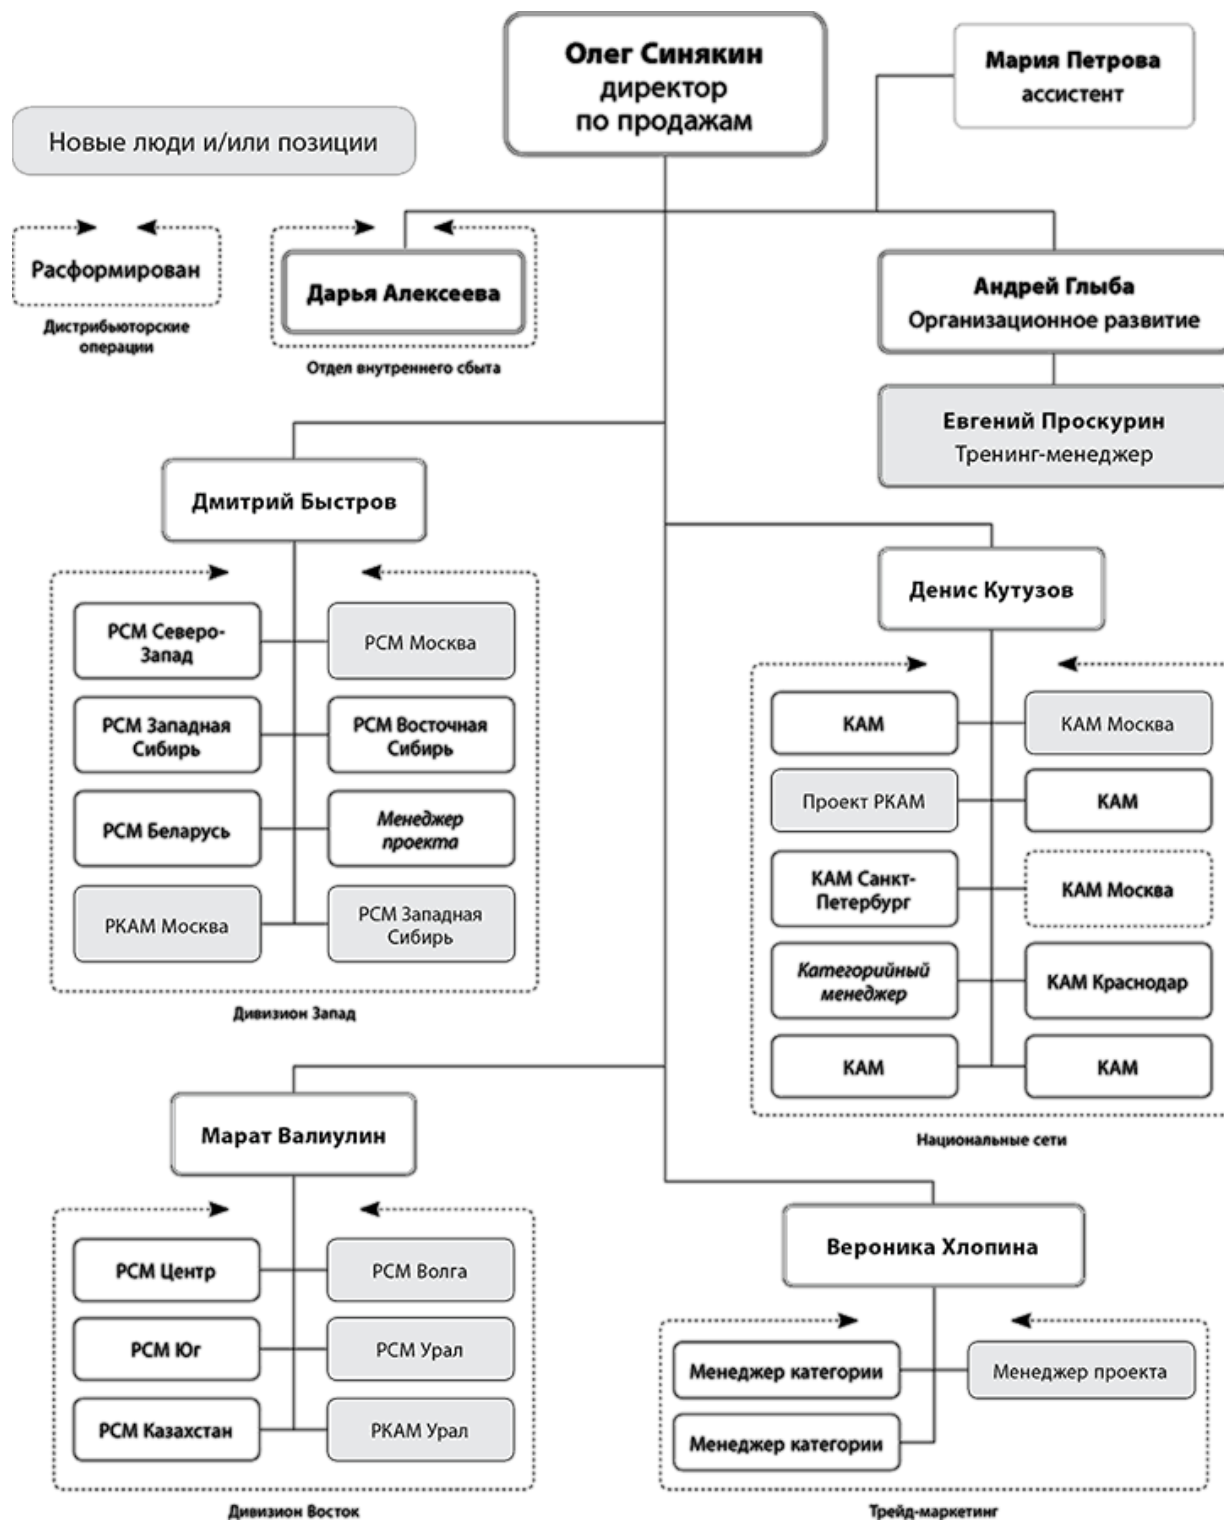 Олег Синякин
директор
по продажам
Мария Петрова
ассистент
Новые люди и/или позиции
Расформирован
Дистрибьюторские
операции
Дарья Алексеева
Отдел внутреннего сбыта
Андрей Глыба
Организационное развитие
Евгений Проскурин
Тренинг-менеджер
Дмитрий Быстров
РСМ Северо-
Запад
РСМ Москва
РСМ Западная
Сибирь
РСМ Восточная
Сибирь
РСМ Беларусь
Менеджер
проекта
РКАМ Москва
РСМ Западная
Сибирь
Дивизион Запад
Денис Кутузов
КАМ
КАМ Москва
Проект РКАМ
КАМ
КАМ Санкт-
Петербург
КАМ Москва
Категорийный
менеджер
КАМ Краснодар
КАМ
КАМ
Национальные сети
Марат Валиулин
РСМ Центр
РСМ Волга
РСМ Юг
РСМ Урал
РСМ Казахстан
РКАМ Урал
Дивизион Восток
Вероника Хлопина
Менеджер категории
Менеджер проекта
Менеджер категории
Трейд-маркетинг